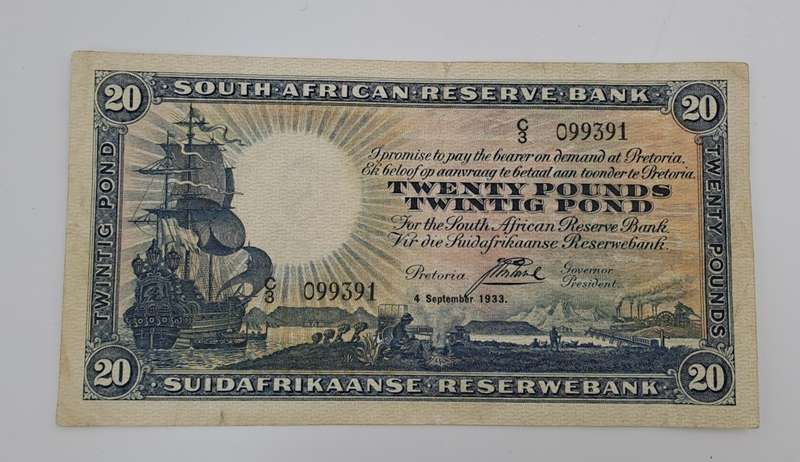 20 SOUTH·AFRICAN·RESERVE·BANK 20
C/3 099391
I promise to pay the bearer on demand at Pretoria.
Ek beloof op aanvraag te betaal aan toonder te Pretoria.
TWENTY POUNDS
TWINTIG POND
For the South African Reserve Bank.
Vir die Suidafrikaanse Reserwebank.
Pretoria Governor
President.
4 September 1933.
C/3 099391
TWINTIG POND
TWENTY POUNDS
20 SUIDAFRIKAANSE·RESERWEBANK 20